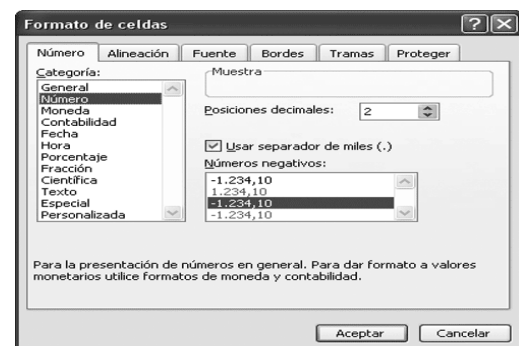 Formato de celdas
Número Alineación Fuente Bordes Tramas Proteger
Categoría:
General
Número
Moneda
Contabilidad
Fecha
Hora
Porcentaje
Fracción
Científica
Texto
Especial
Personalizada
Muestra
Posiciones decimales: 2
Usar separador de miles (.)
Números negativos:
-1.234,10
1.234,10
-1.234,10
-1.234,10
Para la presentación de números en general. Para dar formato a valores
monetarios utilice formatos de moneda y contabilidad.
Aceptar Cancelar